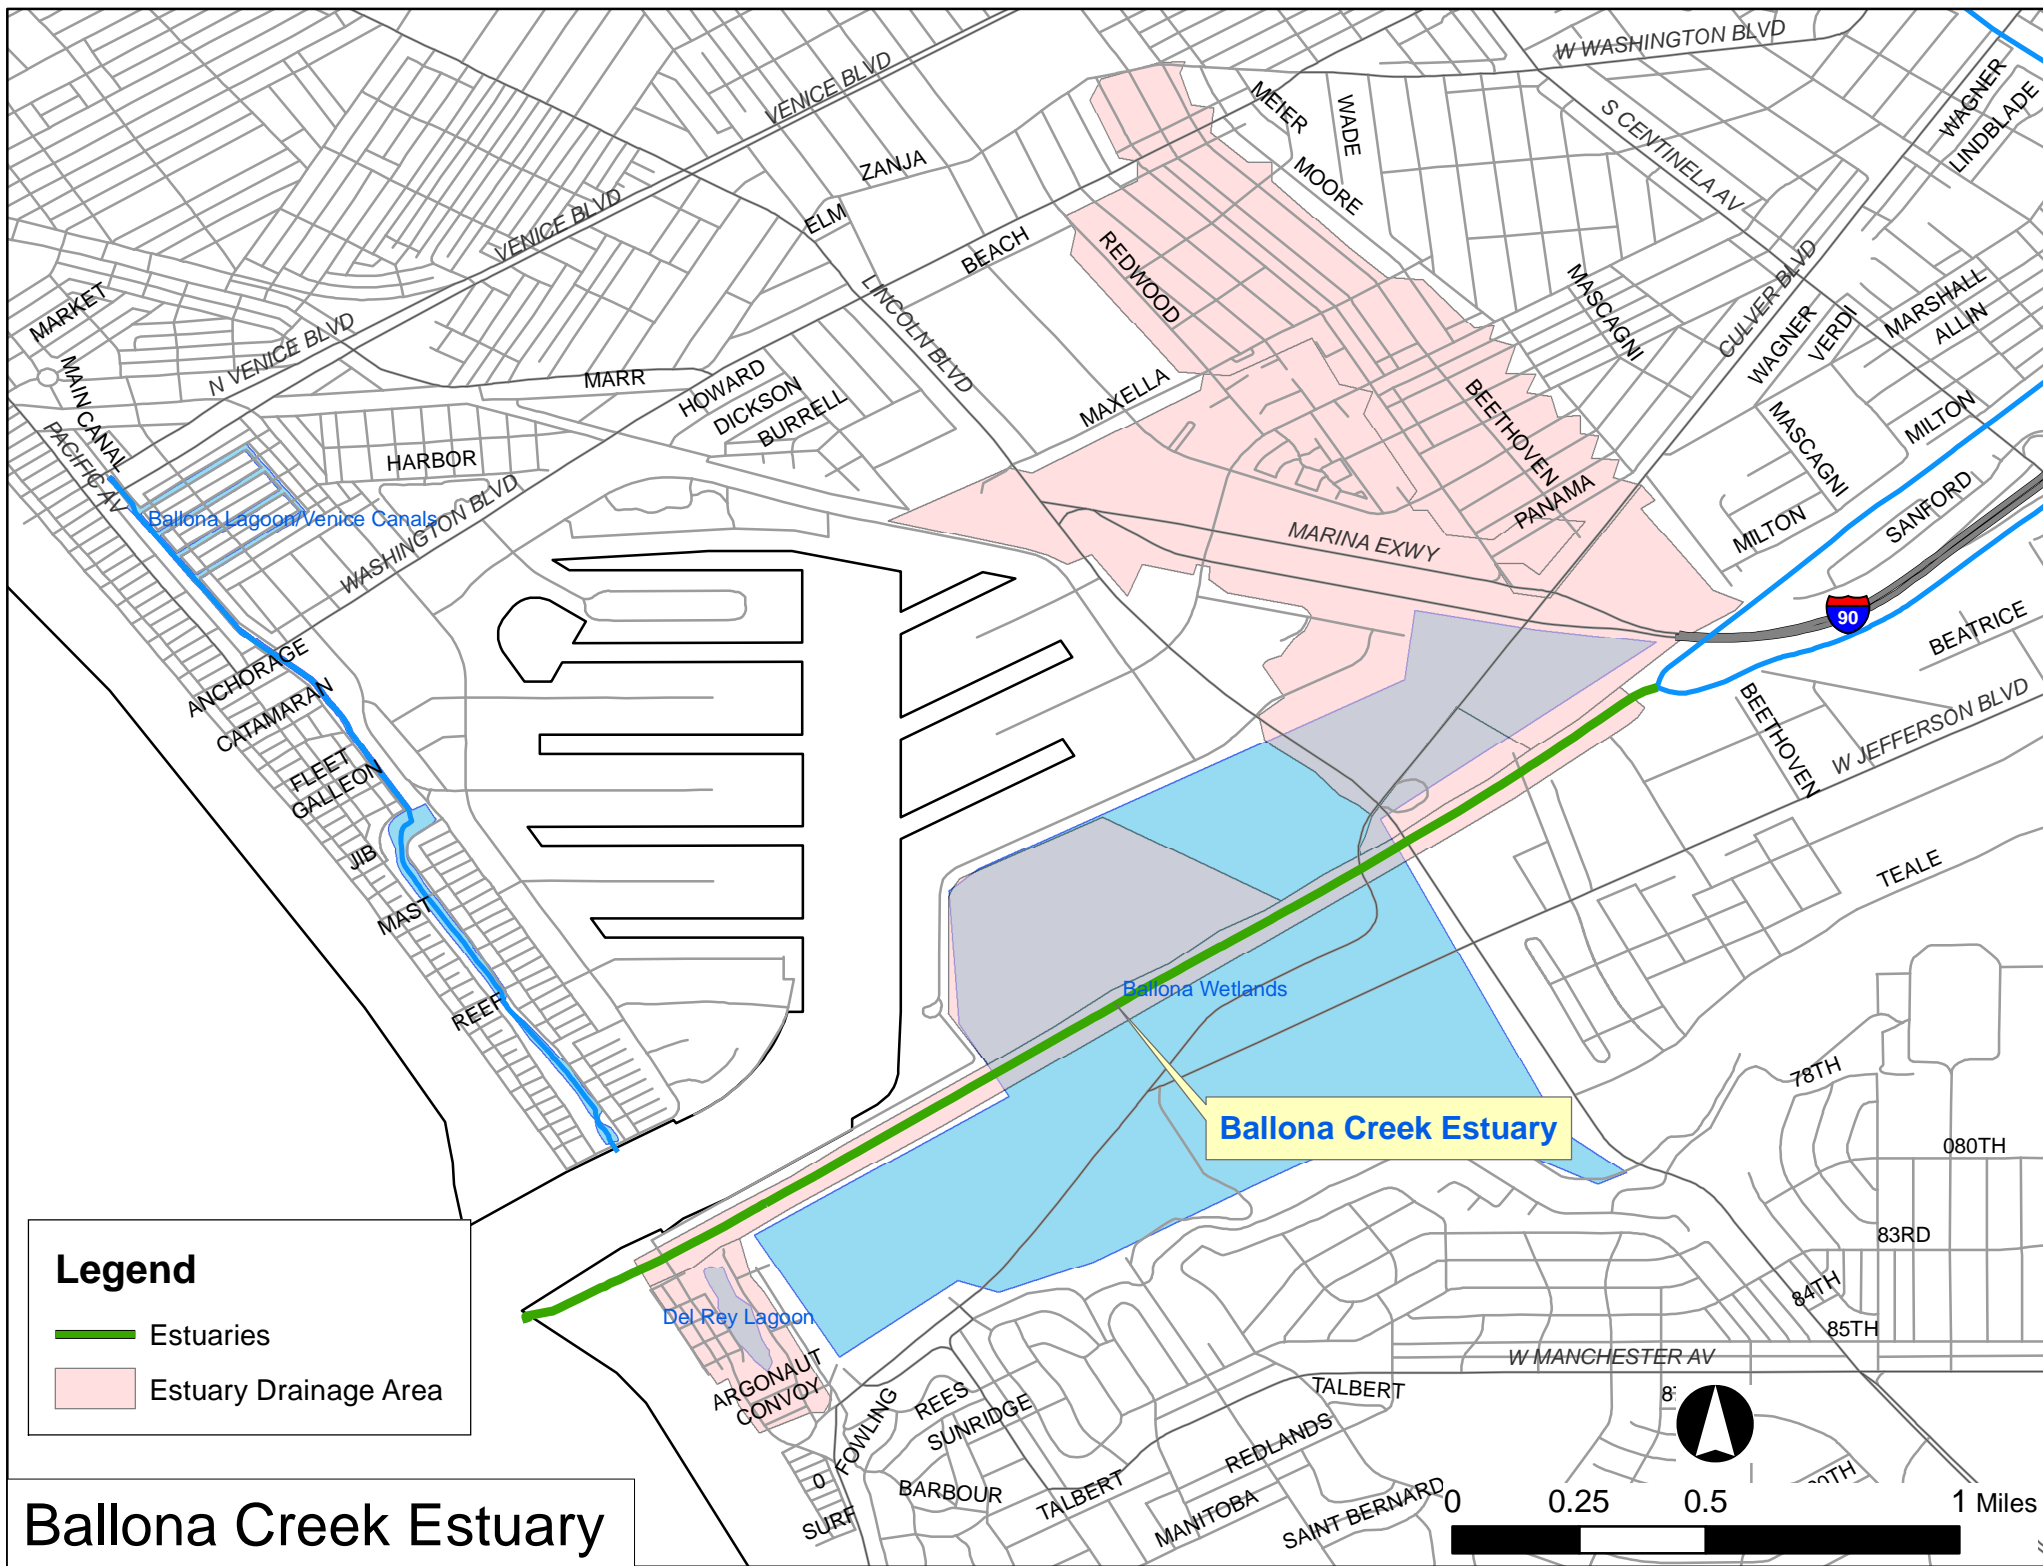 W WASHINGTON BLVD
VENICE BLVD
WAGNER
LINDBLADE
MEIER
WADE
S CENTINELA AV
ZANJA
MOORE
ELM
VENICE BLVD
BEACH
REDWOOD
MASCAGNI
CULVER BLVD
MARKET
LINCOLN BLVD
MARSHALL
ALLIN
VERDI
WAGNER
N VENICE BLVD
MAIN CANAL
MARR
HOWARD
DICKSON
BURRELL
MAXELLA
BEETHOVEN
MASCAGNI
MILTON
PACIFIC AV
HARBOR
PANAMA
SANFORD
Ballona Lagoon/Venice Canals
WASHINGTON BLVD
MARINA EXWY
MILTON
90
BEATRICE
ANCHORAGE
CATAMARAN
BEETHOVEN
W JEFFERSON BLVD
FLEET
GALLEON
JIB
TEALE
MAST
Ballona Wetlands
REEF
78TH
Ballona Creek Estuary
080TH
83RD
84TH
85TH
Del Rey Lagoon
W MANCHESTER AV
ARGONAUT
CONVOY
TALBERT
REES
SUNRIDGE
FOWLING
REDLANDS
0
BARBOUR
TALBERT
MANITOBA
SAINT BERNARD
SURF
Legend
Estuaries
Estuary Drainage Area
Ballona Creek Estuary
0 0.25 0.5 1 Miles